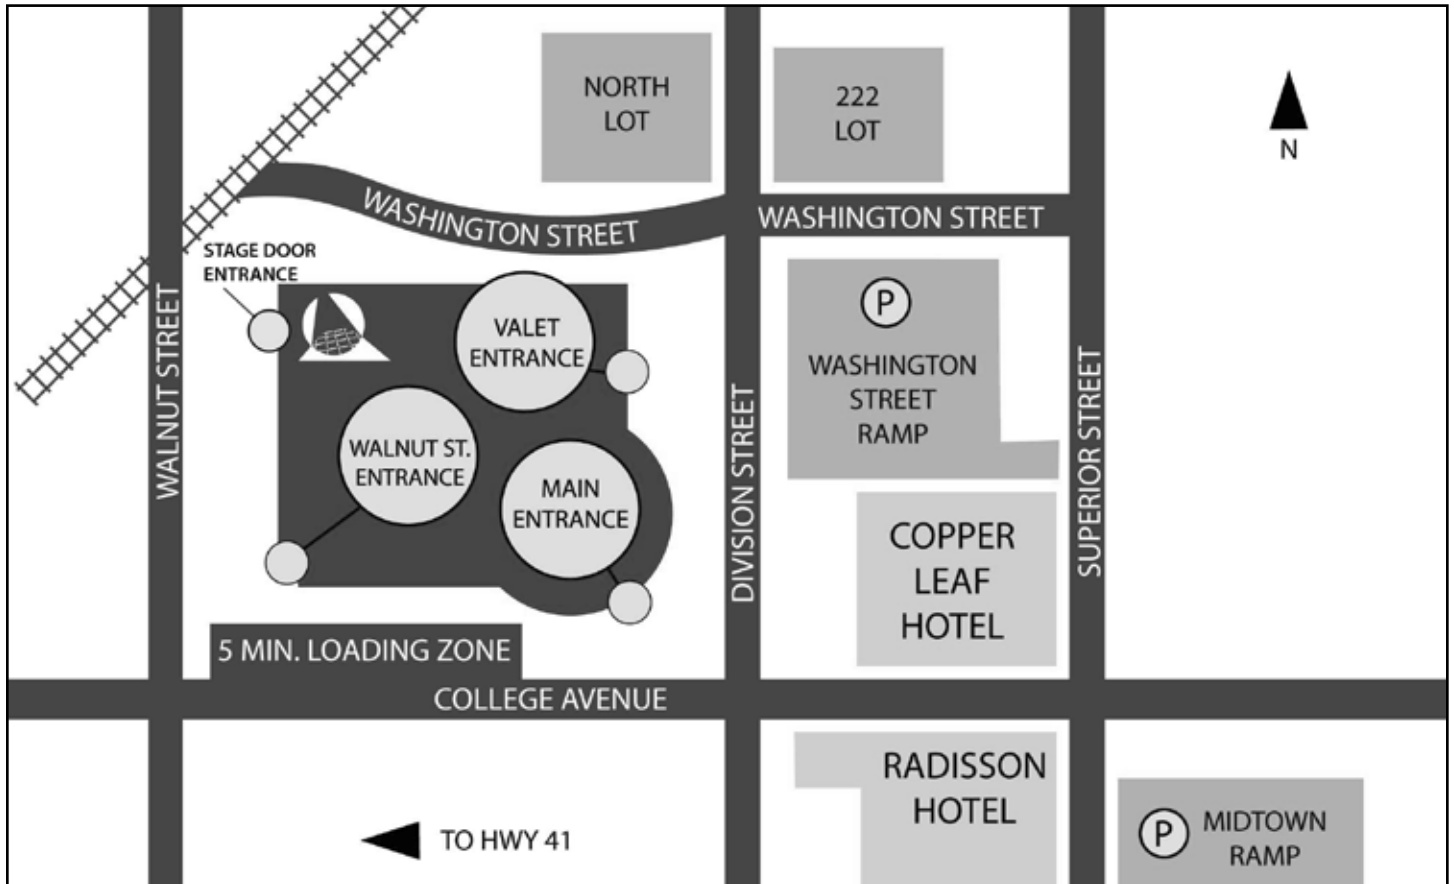 NORTH
LOT
222
LOT
N
WASHINGTON STREET
WASHINGTON STREET
STAGE DOOR
ENTRANCE
WALNUT STREET
VALET
ENTRANCE
WALNUT ST.
ENTRANCE
MAIN
ENTRANCE
P
WASHINGTON
STREET
RAMP
DIVISION STREET
SUPERIOR STREET
COPPER
LEAF
HOTEL
5 MIN. LOADING ZONE
COLLEGE AVENUE
RADISSON
HOTEL
TO HWY 41
P
MIDTOWN
RAMP